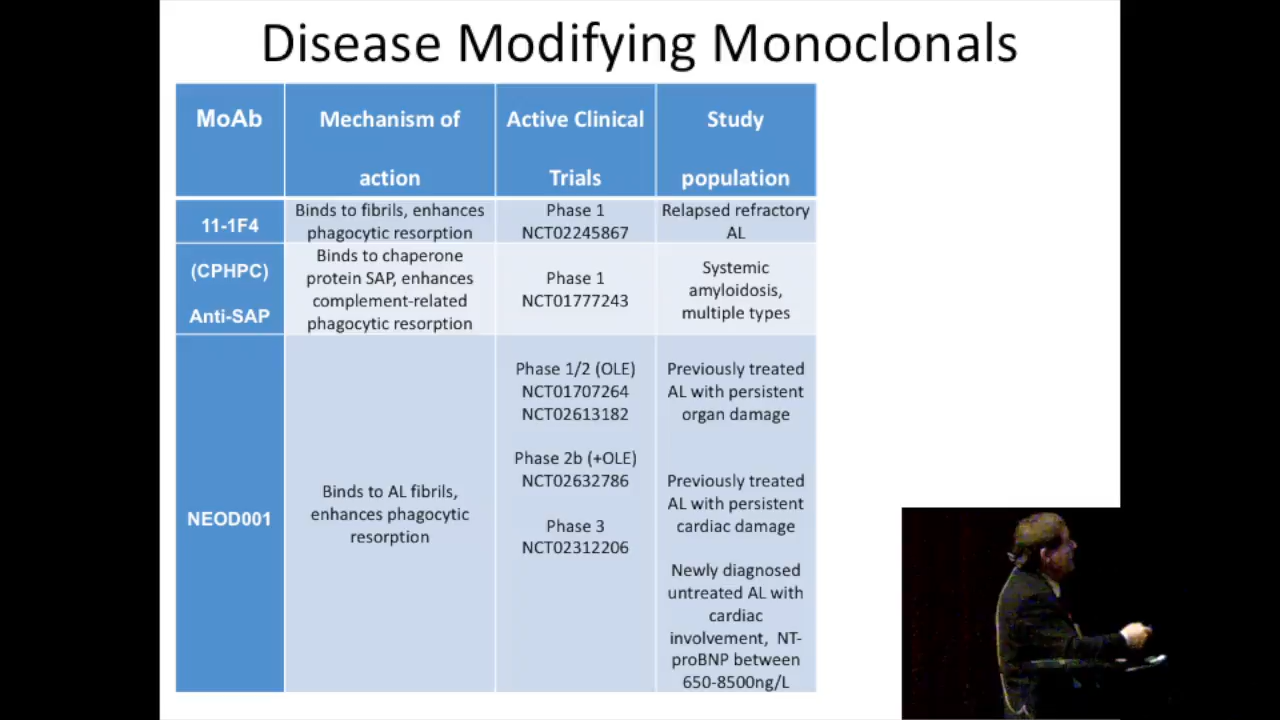 Disease Modifying Monoclonals
MoAb
Mechanism of
action
Active Clinical
Trials
Study
population
11-1F4
Binds to fibrils, enhances
phagocytic resorption
Phase 1
NCT02245867
Relapsed refractory
AL
(CPHPC)
Anti-SAP
Binds to chaperone
protein SAP, enhances
complement-related
phagocytic resorption
Phase 1
NCT01777243
Systemic
amyloidosis,
multiple types
NEOD001
Binds to AL fibrils,
enhances phagocytic
resorption
Phase 1/2 (OLE)
NCT01707264
NCT02613182
Phase 2b (+OLE)
NCT02632786
Phase 3
NCT02312206
Previously treated
AL with persistent
organ damage
Previously treated
AL with persistent
cardiac damage
Newly diagnosed
untreated AL with
cardiac
involvement, NT-
proBNP between
650-8500ng/L